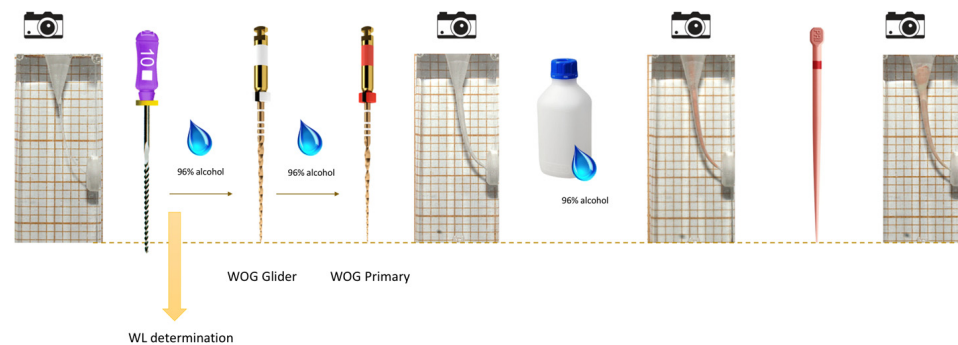 10
96% alcohol
96% alcohol
96% alcohol
WOG Glider
WOG Primary
WL determination